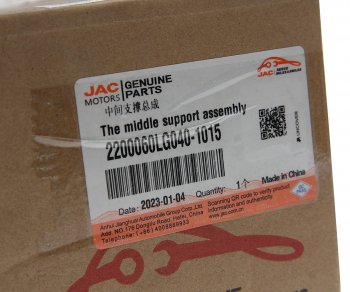 JAC MOTORS GENUINE PARTS
中间支撑总成
JAC
The middle support assembly
2200060LG040-1015
Date: 2023-01-04 Quantity: 1个 Made in China
Anhui Jianghuai Automobile Group Corp., Ltd.
Add: NO.176 Dongliu Road, Hefei, China
Telephone: (+86)4008889933
Scanning QR code to verify product information and authenticity
www.jac.com.cn